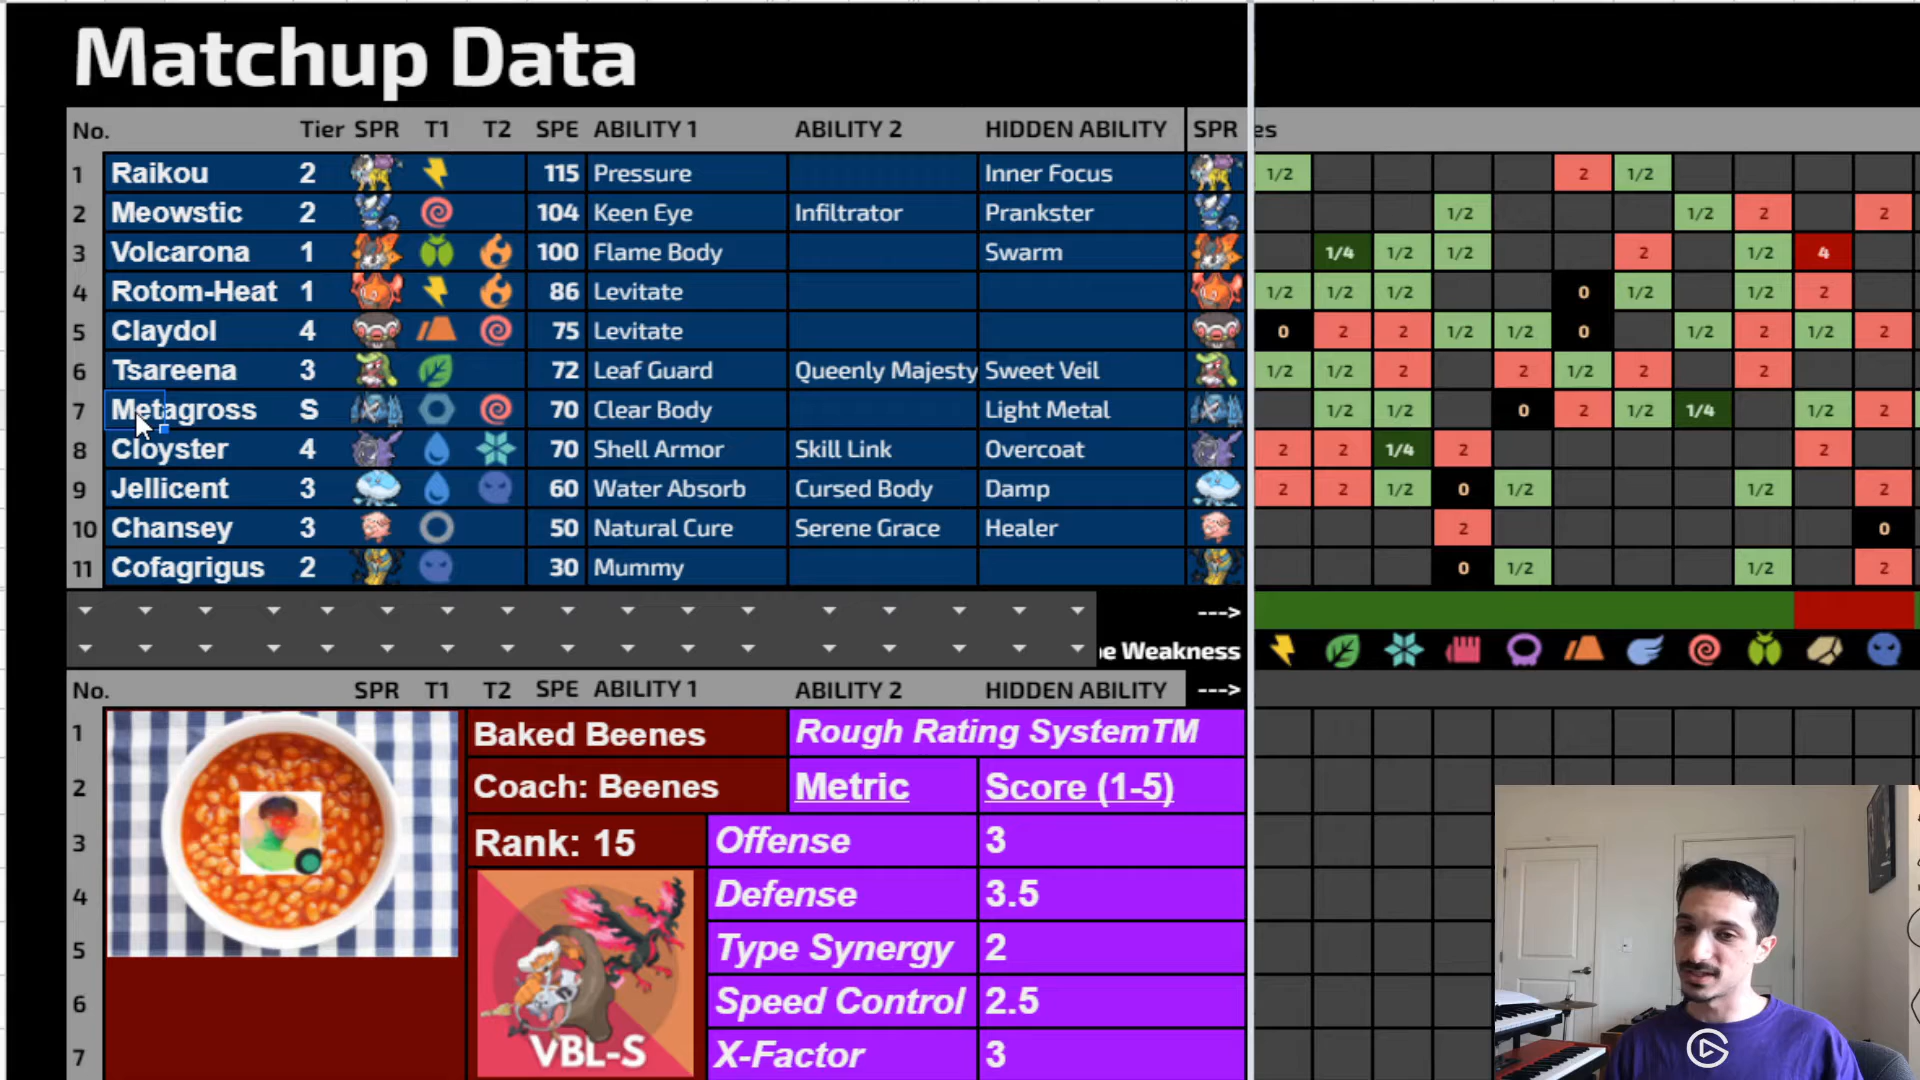 Matchup Data
No. Tier SPR T1 T2 SPE ABILITY 1 ABILITY 2 HIDDEN ABILITY SPR es
1 Raikou 2 115 Pressure Inner Focus 1/2 2 1/2
2 Meowstic 2 104 Keen Eye Infiltrator Prankster 1/2 1/2 2 2
3 Volcarona 1 100 Flame Body Swarm 1/4 1/2 1/2 2 1/2 4
4 Rotom-Heat 1 86 Levitate 1/2 1/2 1/2 0 1/2 1/2 2
5 Claydol 4 75 Levitate 0 2 2 1/2 1/2 0 1/2 2 1/2 2
6 Tsareena 3 72 Leaf Guard Queenly Majesty Sweet Veil 1/2 1/2 2 2 1/2 2 2
7 Metagross S 70 Clear Body Light Metal 1/2 1/2 0 2 1/2 1/4 1/2 2
8 Cloyster 4 70 Shell Armor Skill Link Overcoat 2 2 1/4 2 2
9 Jellicent 3 60 Water Absorb Cursed Body Damp 2 2 1/2 0 1/2 1/2 2
10 Chansey 3 50 Natural Cure Serene Grace Healer 2 0
11 Cofagrigus 2 30 Mummy 0 1/2 1/2 2
--->
e Weakness
No. SPR T1 T2 SPE ABILITY 1 ABILITY 2 HIDDEN ABILITY --->
1 Baked Beenes Rough Rating SystemTM
2 Coach: Beenes Metric Score (1-5)
3 Rank: 15 Offense 3
4 Defense 3.5
5 Type Synergy 2
6 Speed Control 2.5
7 VBL-S X-Factor 3